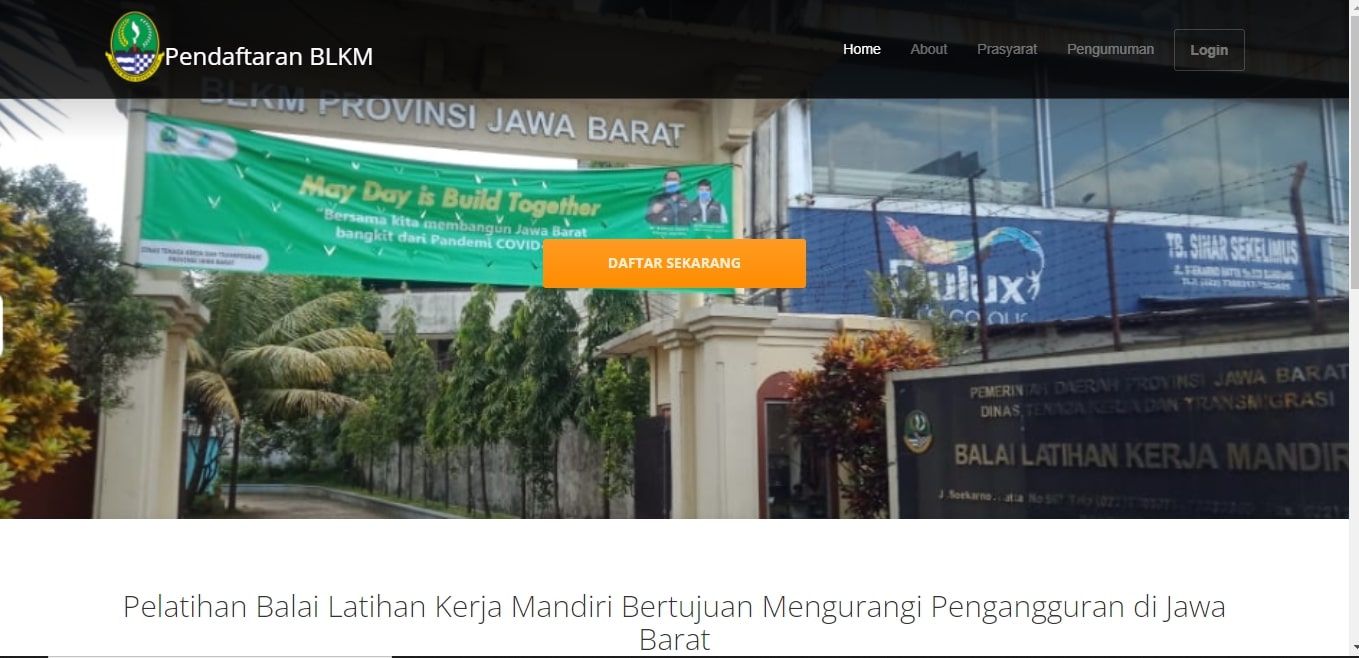 Pendaftaran BLKM
Home About Prasyarat Pengumuman Login
BLKM PROVINSI JAWA BARAT
May Day is Build Together
"Bersama kita membangun Jawa Barat
bangkit dari Pandemi COVID-
DINAS TENAGA KERJA DAN TRANSMIGRASI
PROVINSI JAWA BARAT
DAFTAR SEKARANG
Dulux
TB. SINAR SEKELIMUS
PEMERINTAH DAERAH PROVINSI JAWA BARAT
DINAS TENAGA KERJA DAN TRANSMIGRASI
BALAI LATIHAN KERJA MANDIR
Pelatihan Balai Latihan Kerja Mandiri Bertujuan Mengurangi Pengangguran di Jawa
Barat